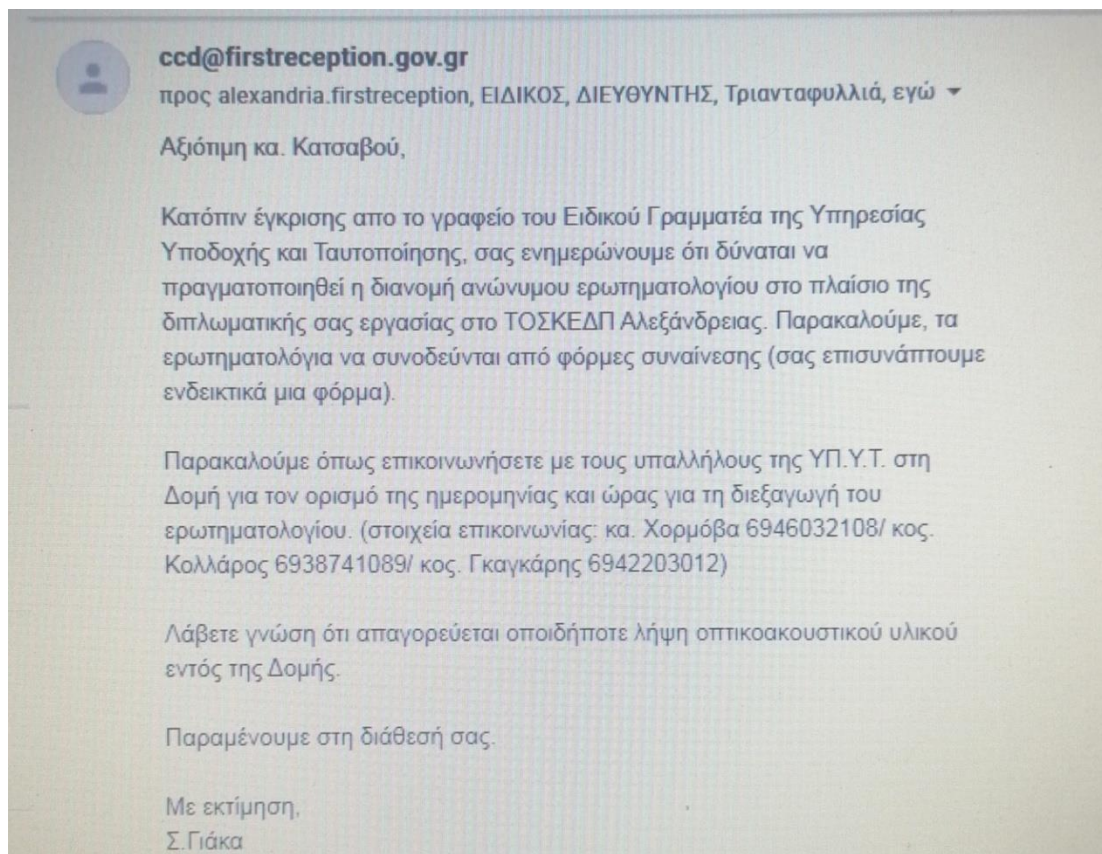 ccd@firstreception.gov.gr
προς alexandria.firstreception, ΕΙΔΙΚΟΣ, ΔΙΕΥΘΥΝΤΗΣ, Τριανταφυλλιά, εγώ
Αξιότιμη κα. Κατσαβού,
Κατόπιν έγκρισης απο το γραφείο του Ειδικού Γραμματέα της Υπηρεσίας
Υποδοχής και Ταυτοποίησης, σας ενημερώνουμε ότι δύναται να
πραγματοποιηθεί η διανομή ανώνυμου ερωτηματολογίου στο πλαίσιο της
διπλωματικής σας εργασίας στο ΤΟΣΚΕΔΠ Αλεξάνδρειας. Παρακαλούμε, τα
ερωτηματολόγια να συνοδεύνται από φόρμες συναίνεσης (σας επισυνάπτουμε
ενδεικτικά μια φόρμα).
Παρακαλούμε όπως επικοινωνήσετε με τους υπαλλήλους της ΥΠ.Υ.Τ. στη
Δομή για τον ορισμό της ημερομηνίας και ώρας για τη διεξαγωγή του
ερωτηματολογίου. (στοιχεία επικοινωνίας: κα. Χορμόβα 6946032108/ κος.
Κολλάρος 6938741089/ κος. Γκαγκάρης 6942203012)
Λάβετε γνώση ότι απαγορεύεται οποιδήποτε λήψη οπτικοακουστικού υλικού
εντός της Δομής.
Παραμένουμε στη διάθεσή σας.
Με εκτίμηση,
Σ.Γιάκα